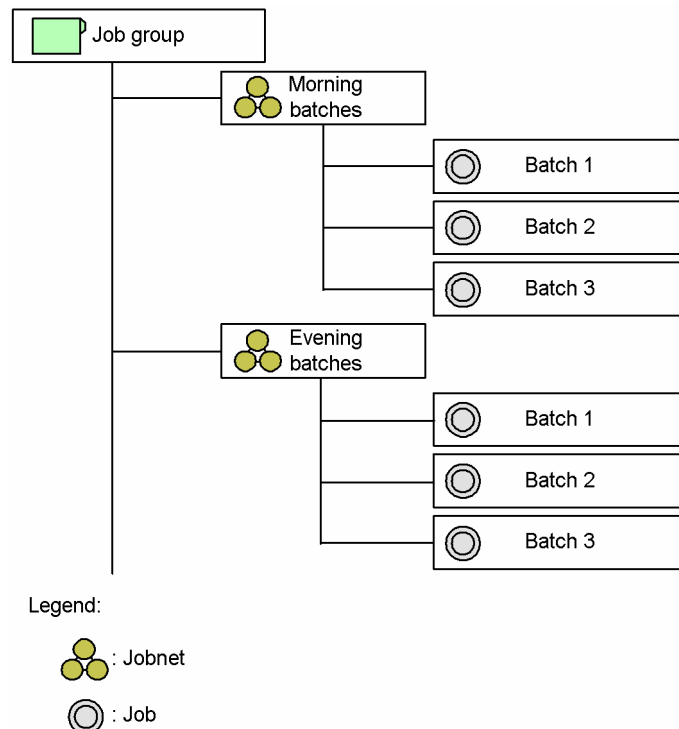 Job group
Morning
batches
Batch 1
Batch 2
Batch 3
Evening
batches
Batch 1
Batch 2
Batch 3
Legend:
: Jobnet
: Job